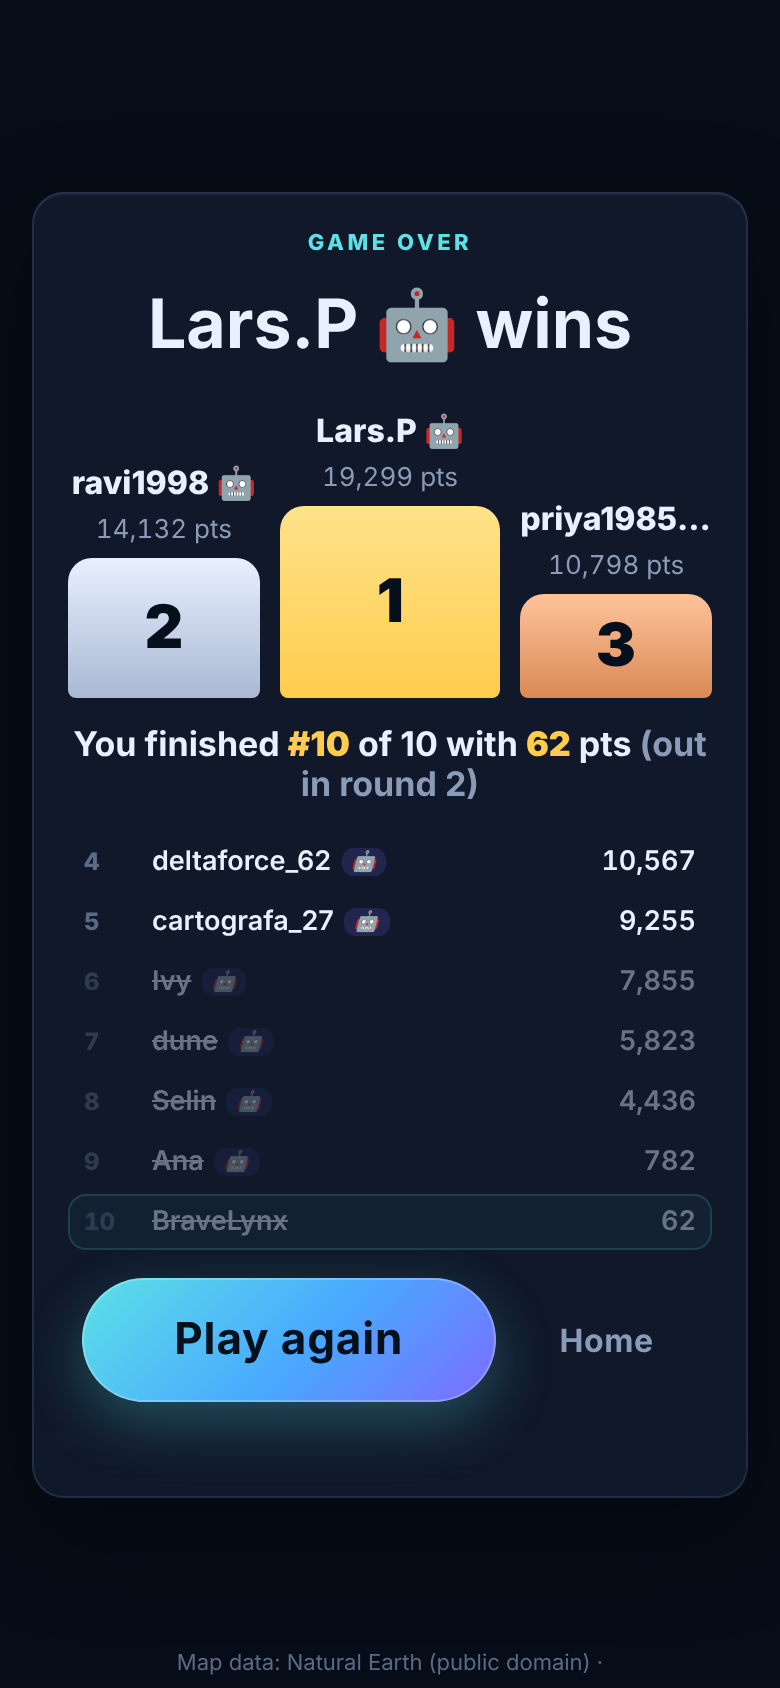 GAME OVER
Lars.P 🤖 wins
Lars.P 🤖
19,299 pts
ravi1998 🤖
14,132 pts
priya1985...
10,798 pts
2
1
3
You finished #10 of 10 with 62 pts (out
in round 2)
4 deltaforce_62 🤖 10,567
5 cartografa_27 🤖 9,255
6 Ivy 🤖 7,855
7 dune 🤖 5,823
8 Selin 🤖 4,436
9 Ana 🤖 782
10 BraveLynx 62
Play again Home
Map data: Natural Earth (public domain) ·